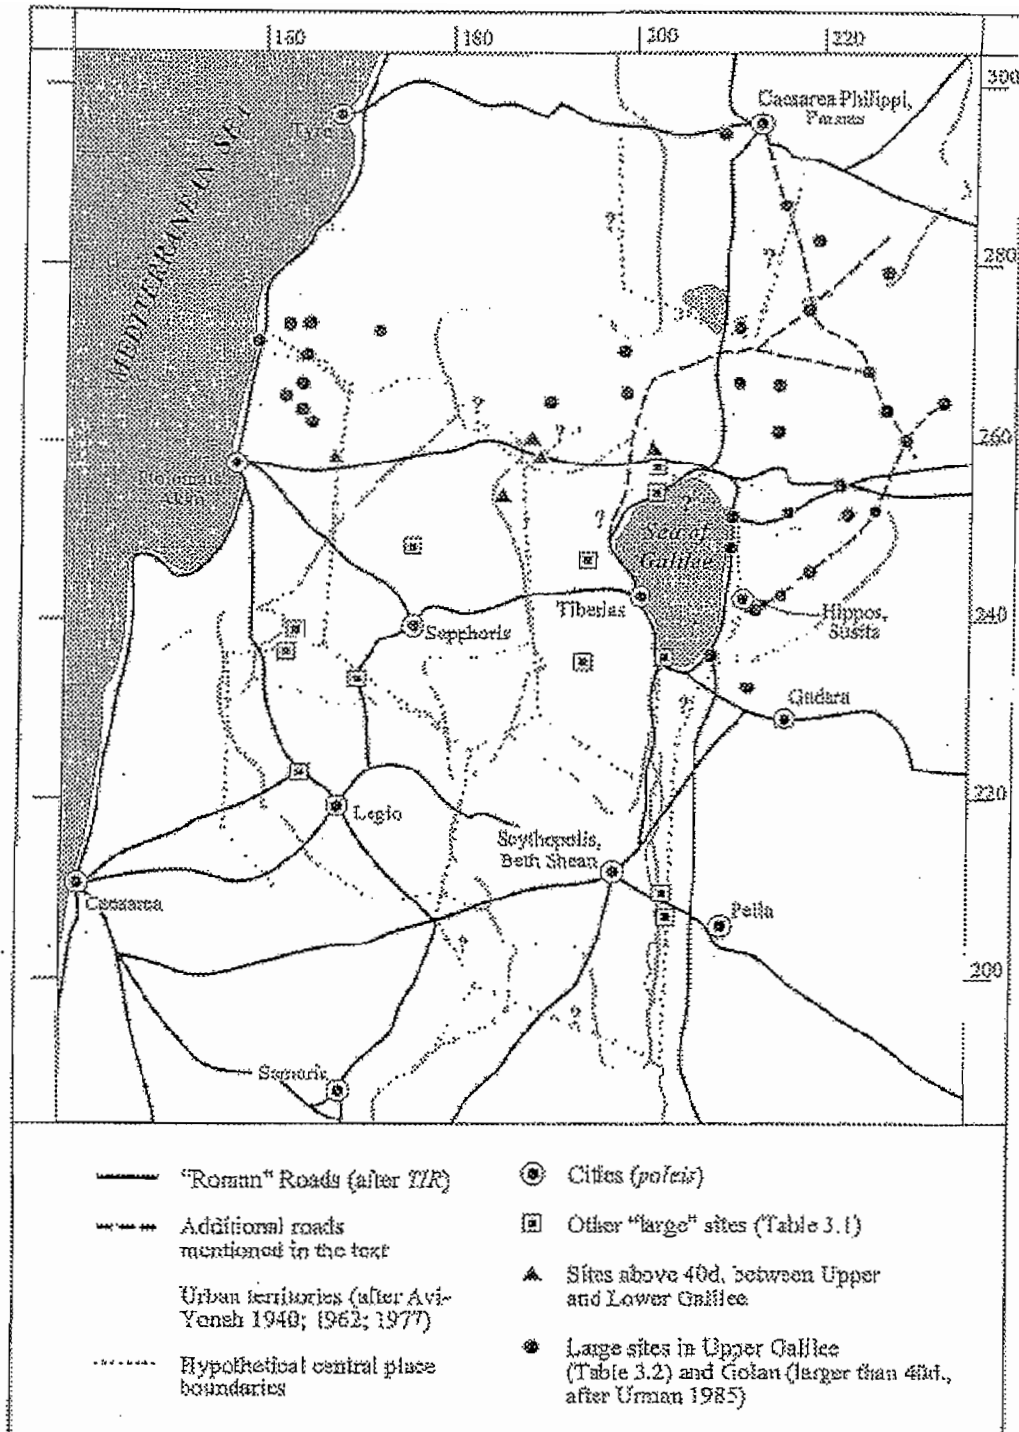 160
180
200
220
300
Caesarea Philippi,
Paneas
Tyre
MEDITERRANEAN SEA
?
?
280
?
?
260
Ptolemais
Akko
?
?
Sea of
Galilee
Tiberias
Sepphoris
240
Hippos,
Susita
?
Gadara
220
Legio
Scythopolis,
Beth Shean
Caesarea
Pella
?
200
?
Samaria
"Roman" Roads (after TIR)
Additional roads
mentioned in the text
Urban territories (after Avi-
Yonah 1940; 1962; 1977)
Hypothetical central place
boundaries
Cities (poleis)
Other "large" sites (Table 3.1)
Sites above 40d. between Upper
and Lower Galilee
Large sites in Upper Galilee
(Table 3.2) and Golan (larger than 40d.,
after Urman 1985)